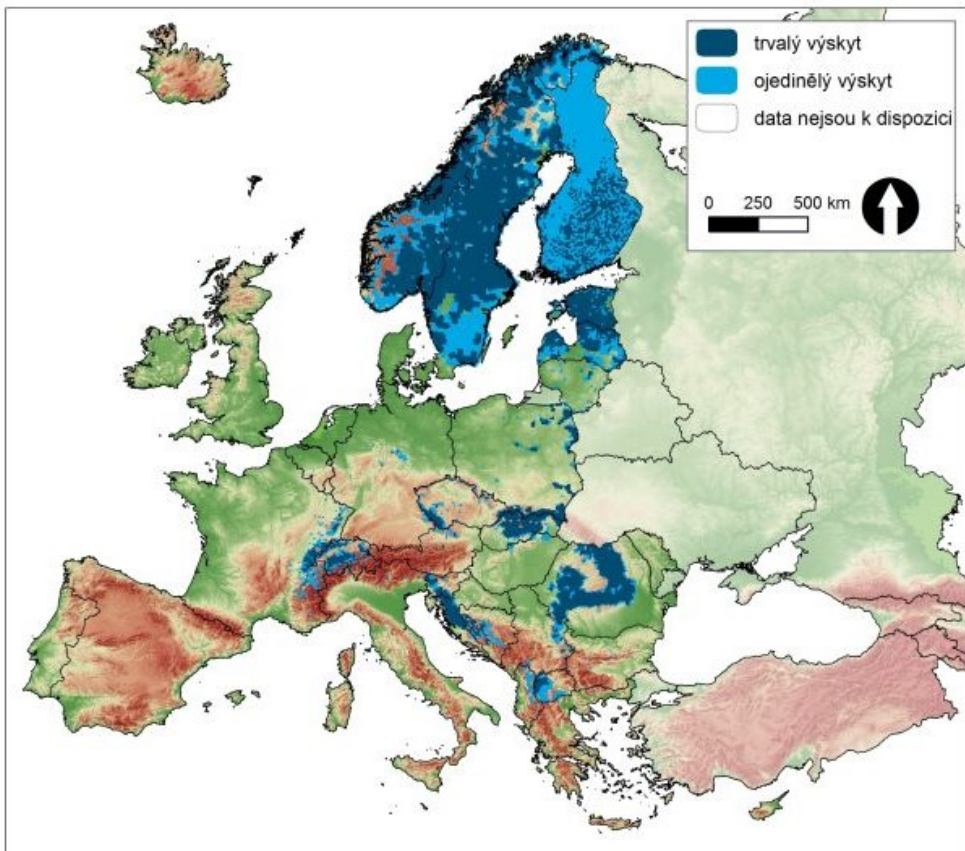 trvalý výskyt
ojedinělý výskyt
data nejsou k dispozici
0 250 500 km